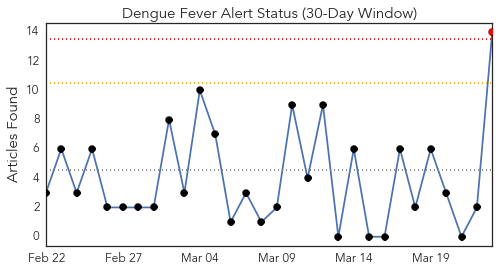 Dengue Fever Alert Status (30-Day Window)
Articles Found
14
12
10
8
6
4
2
0
Feb 22
Feb 27
Mar 04
Mar 09
Mar 14
Mar 19